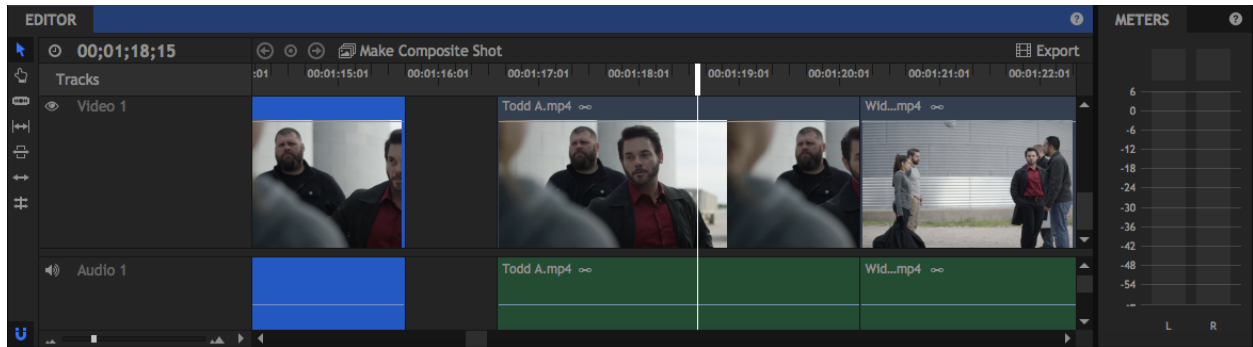 EDITOR
METERS
00;01;18;15
Make Composite Shot
Export
Tracks
:01 00:01:15:01 00:01:16:01 00:01:17:01 00:01:18:01 00:01:19:01 00:01:20:01 00:01:21:01 00:01:22:01
Video 1
Todd A.mp4
Wid...mp4
Audio 1
Todd A.mp4
Wid...mp4
6
0
-6
-12
-18
-24
-30
-36
-42
-48
-54
-∞
L R